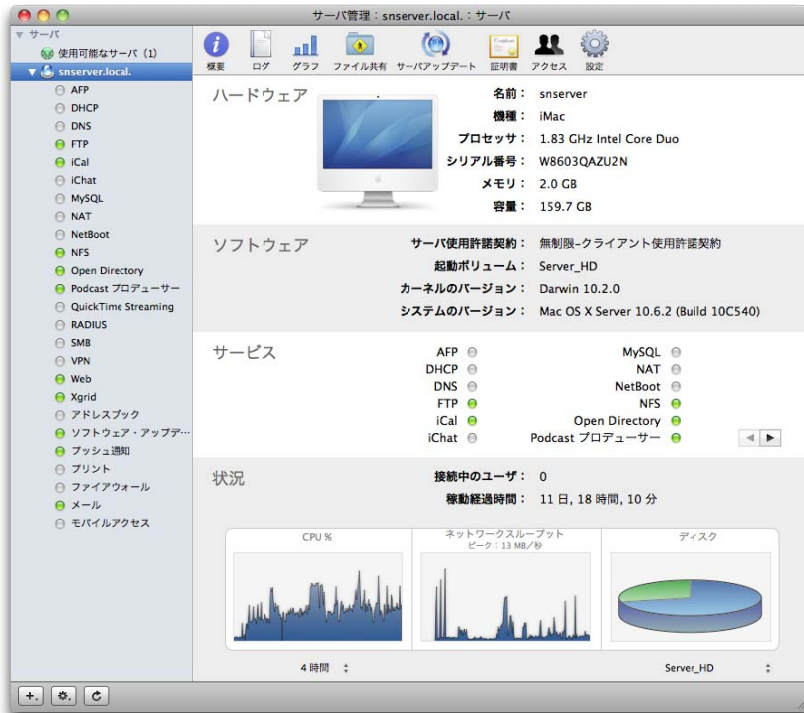 サーバ管理：snserver.local.：サーバ
サーバ
使用可能なサーバ（1）
snserver.local.
AFP
DHCP
DNS
FTP
iCal
iChat
MySQL
NAT
NetBoot
NFS
Open Directory
Podcast プロデューサー
QuickTime Streaming
RADIUS
SMB
VPN
Web
Xgrid
アドレスブック
ソフトウェア・アップデ…
プッシュ通知
プリント
ファイアウォール
メール
モバイルアクセス
概要 ログ グラフ ファイル共有 サーバアップデート 証明書 アクセス 設定
ハードウェア
名前： snserver
機種： iMac
プロセッサ： 1.83 GHz Intel Core Duo
シリアル番号： W8603QAZU2N
メモリ： 2.0 GB
容量： 159.7 GB
ソフトウェア
サーバ使用許諾契約： 無制限-クライアント使用許諾契約
起動ボリューム： Server_HD
カーネルのバージョン： Darwin 10.2.0
システムのバージョン： Mac OS X Server 10.6.2 (Build 10C540)
サービス
AFP MySQL
DHCP NAT
DNS NetBoot
FTP NFS
iCal Open Directory
iChat Podcast プロデューサー
状況
接続中のユーザ： 0
稼動経過時間： 11 日, 18 時間, 10 分
CPU %
ネットワークスループット
ピーク：13 MB／秒
ディスク
4 時間
Server_HD